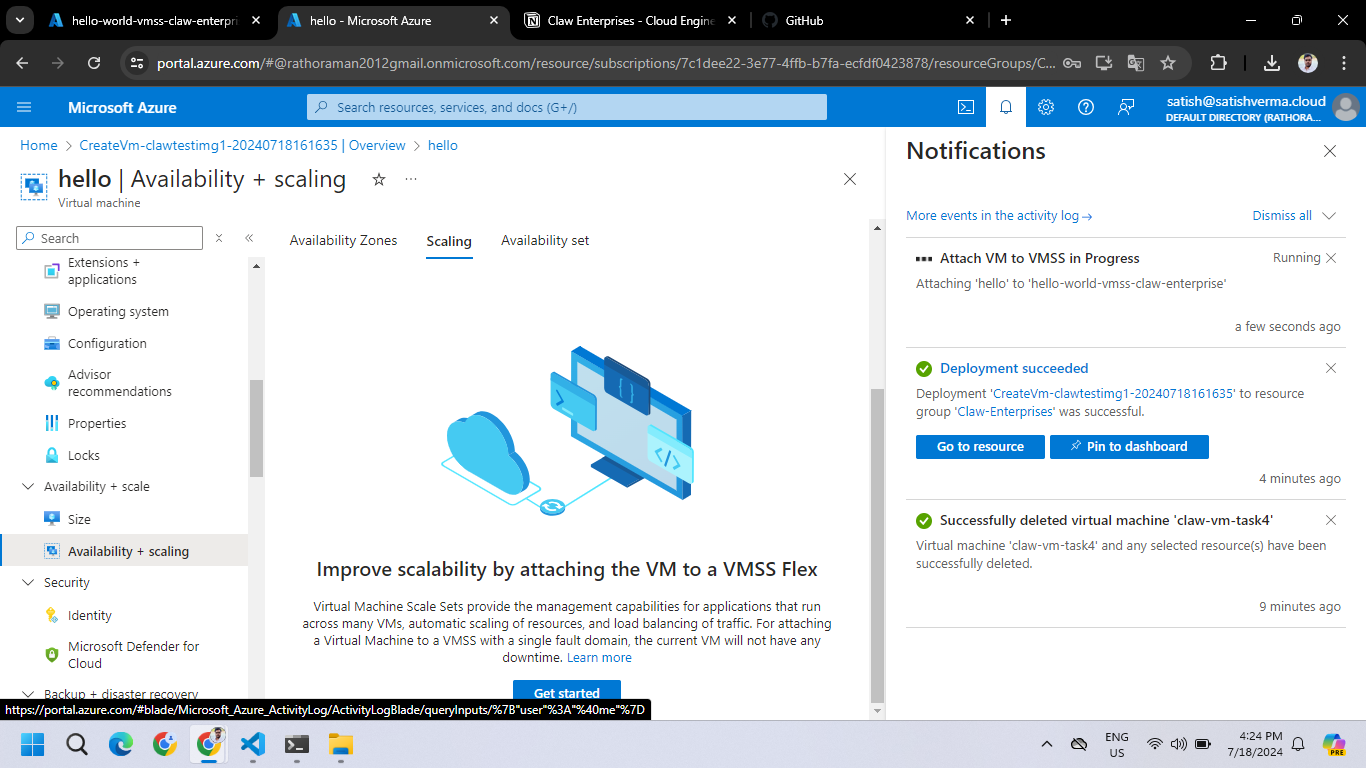 hello-world-vmss-claw-enterpri
hello - Microsoft Azure
Claw Enterprises - Cloud Engine
GitHub
portal.azure.com/#@rathoraman2012gmail.onmicrosoft.com/resource/subscriptions/7c1dee22-3e77-4ffb-b7fa-ecfdf0423878/resourceGroups/C...
Microsoft Azure
Search resources, services, and docs (G+/)
satish@satishverma.cloud
DEFAULT DIRECTORY (RATHORA...
Home > CreateVm-clawtestimg1-20240718161635 | Overview > hello
hello | Availability + scaling
Virtual machine
Search
Extensions +
applications
Operating system
Configuration
Advisor
recommendations
Properties
Locks
Availability + scale
Size
Availability + scaling
Security
Identity
Microsoft Defender for
Cloud
Backup + disaster recovery
https://portal.azure.com/#blade/Microsoft_Azure_ActivityLog/ActivityLogBlade/queryInputs/%7B"user"%3A"%40me"%7D
Availability Zones
Scaling
Availability set
Improve scalability by attaching the VM to a VMSS Flex
Virtual Machine Scale Sets provide the management capabilities for applications that run
across many VMs, automatic scaling of resources, and load balancing of traffic. For attaching
a Virtual Machine to a VMSS with a single fault domain, the current VM will not have any
downtime. Learn more
Get started
Notifications
More events in the activity log →
Dismiss all
Attach VM to VMSS in Progress
Running
Attaching 'hello' to 'hello-world-vmss-claw-enterprise'
a few seconds ago
Deployment succeeded
Deployment 'CreateVm-clawtestimg1-20240718161635' to resource
group 'Claw-Enterprises' was successful.
Go to resource
Pin to dashboard
4 minutes ago
Successfully deleted virtual machine 'claw-vm-task4'
Virtual machine 'claw-vm-task4' and any selected resource(s) have been
successfully deleted.
9 minutes ago
ENG
US
4:24 PM
7/18/2024
PRE